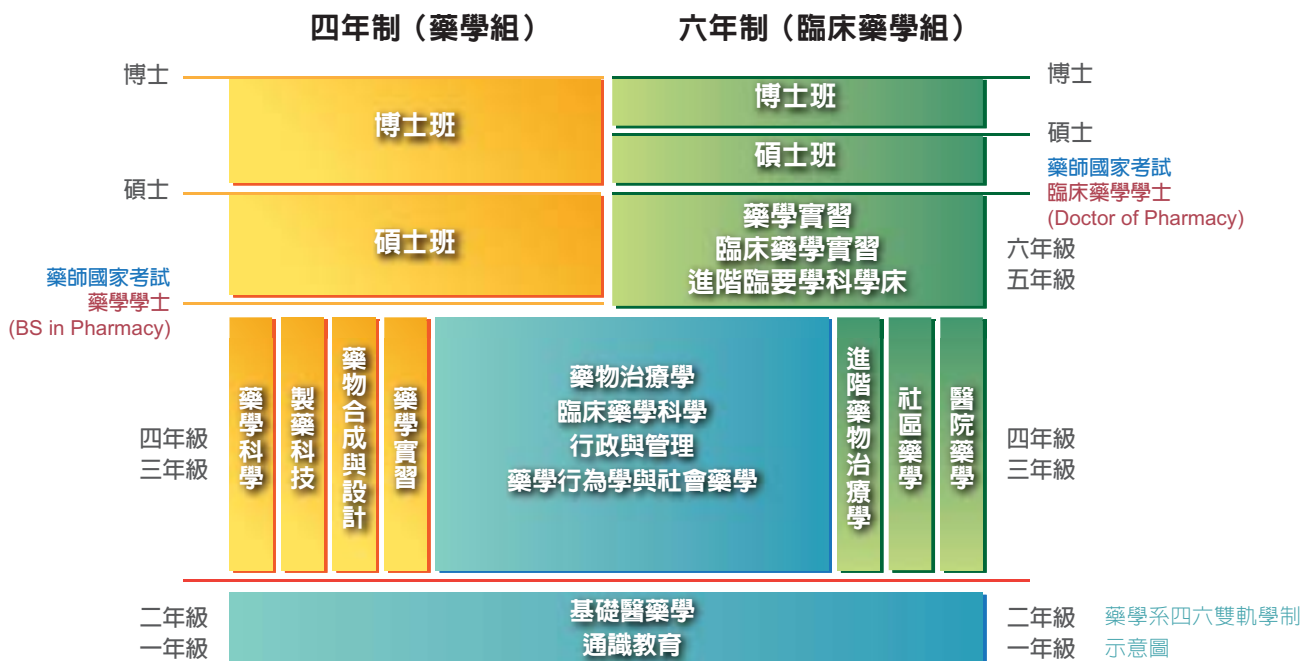 四年制（藥學組）
六年制（臨床藥學組）
博士
博士班
碩士
碩士班
藥師國家考試
藥學學士
(BS in Pharmacy)
博士班
碩士班
藥學實習
臨床藥學實習
進階臨要學科學床
博士
碩士
藥師國家考試
臨床藥學學士
(Doctor of Pharmacy)
六年級
五年級
四年級
三年級
藥學科學
製藥科技
藥物合成與設計
藥學實習
藥物治療學
臨床藥學科學
行政與管理
藥學行為學與社會藥學
進階藥物治療學
社區藥學
醫院藥學
四年級
三年級
二年級
一年級
基礎醫藥學
通識教育
二年級
一年級
藥學系四六雙軌學制
示意圖